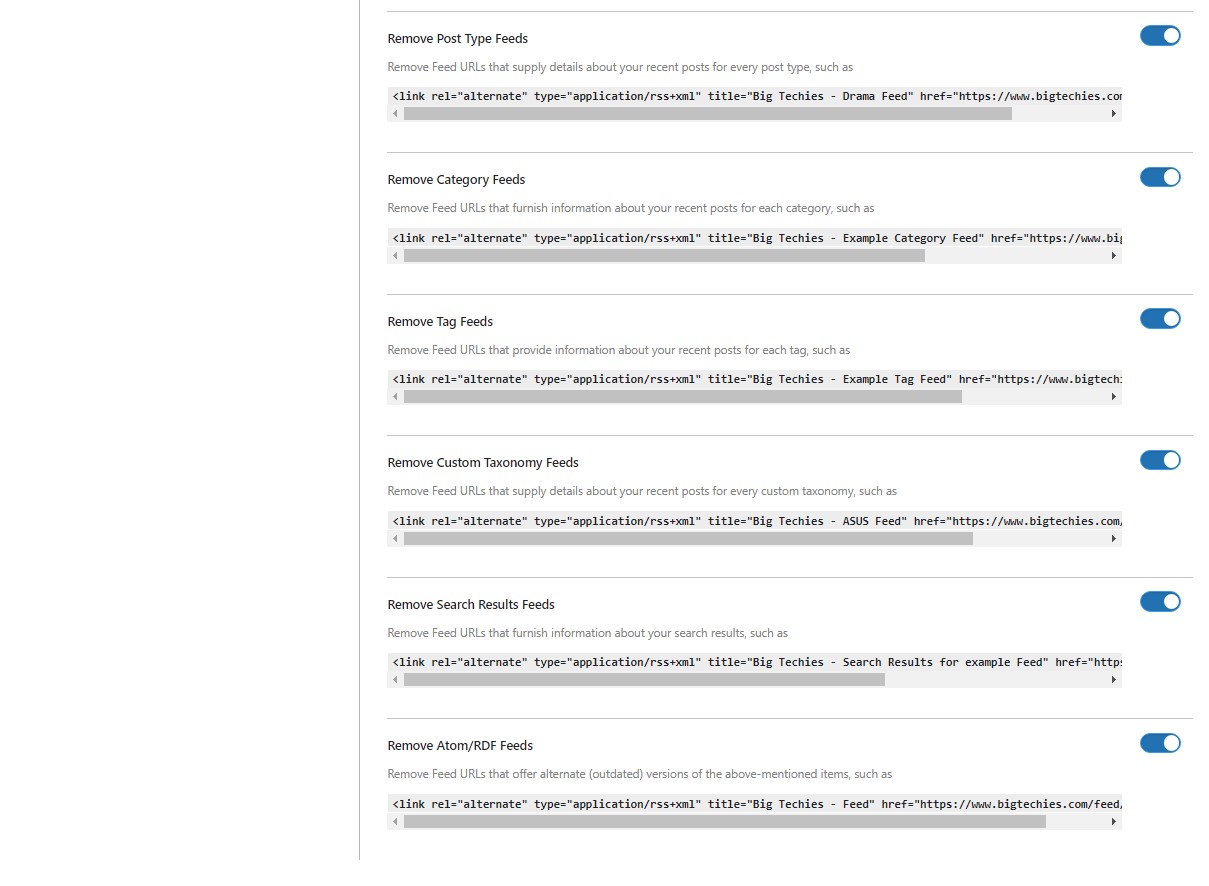 Remove Post Type Feeds
Remove Feed URLs that supply details about your recent posts for every post type, such as
<link rel="alternate" type="application/rss+xml" title="Big Techies - Drama Feed" href="https://www.bigtechies.com
Remove Category Feeds
Remove Feed URLs that furnish information about your recent posts for each category, such as
<link rel="alternate" type="application/rss+xml" title="Big Techies - Example Category Feed" href="https://www.big
Remove Tag Feeds
Remove Feed URLs that provide information about your recent posts for each tag, such as
<link rel="alternate" type="application/rss+xml" title="Big Techies - Example Tag Feed" href="https://www.bigtechi
Remove Custom Taxonomy Feeds
Remove Feed URLs that supply details about your recent posts for every custom taxonomy, such as
<link rel="alternate" type="application/rss+xml" title="Big Techies - ASUS Feed" href="https://www.bigtechies.com/
Remove Search Results Feeds
Remove Feed URLs that furnish information about your search results, such as
<link rel="alternate" type="application/rss+xml" title="Big Techies - Search Results for example Feed" href="https
Remove Atom/RDF Feeds
Remove Feed URLs that offer alternate (outdated) versions of the above-mentioned items, such as
<link rel="alternate" type="application/rss+xml" title="Big Techies - Feed" href="https://www.bigtechies.com/feed/